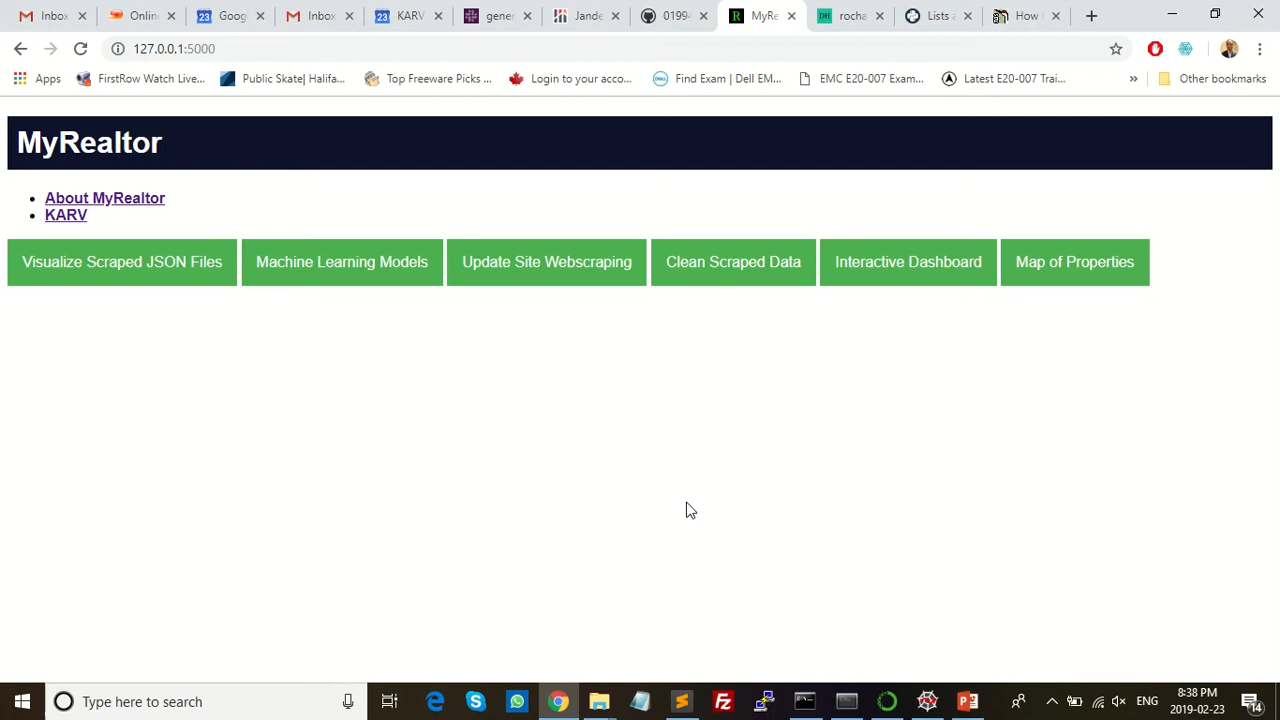 Inbox Onlin Goog Inbox KARV gener Jande 01994 MyRe rocha Lists a How t
127.0.0.1:5000
Apps FirstRow Watch Live... Public Skate| Halifa... Top Freeware Picks ... Login to your acco... Find Exam | Dell EM... EMC E20-007 Exam... Latest E20-007 Trai... » Other bookmarks
MyRealtor
• About MyRealtor
• KARV
Visualize Scraped JSON Files Machine Learning Models Update Site Webscraping Clean Scraped Data Interactive Dashboard Map of Properties
Type here to search ENG 8:38 PM
2019-02-23 14